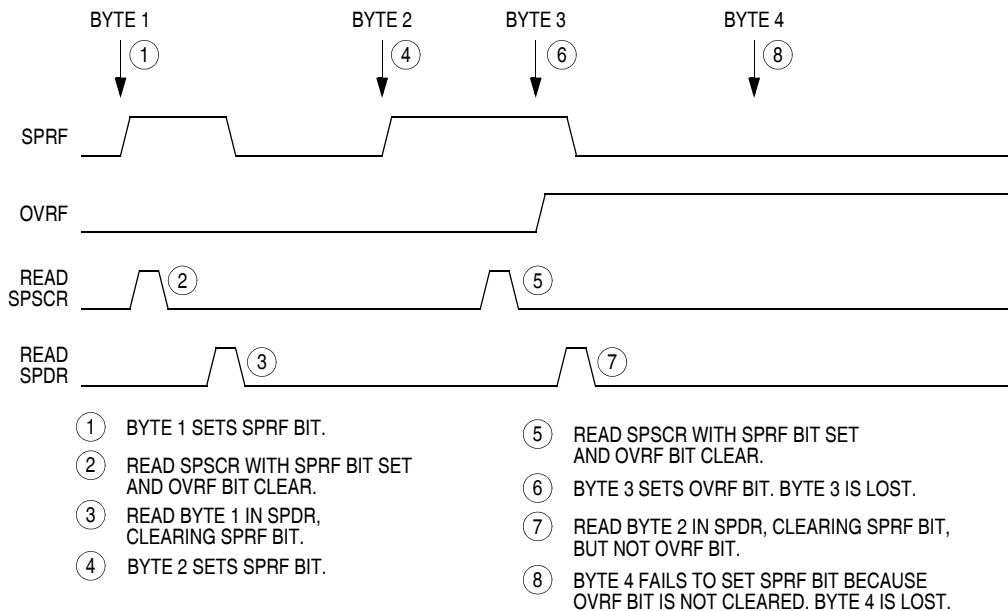 BYTE 1 BYTE 2 BYTE 3 BYTE 4
1 4 6 8
SPRF
OVRF
READ
SPSCR
2 5
READ
SPDR
3 7
1 BYTE 1 SETS SPRF BIT.
2 READ SPSCR WITH SPRF BIT SET
AND OVRF BIT CLEAR.
3 READ BYTE 1 IN SPDR,
CLEARING SPRF BIT.
4 BYTE 2 SETS SPRF BIT.
5 READ SPSCR WITH SPRF BIT SET
AND OVRF BIT CLEAR.
6 BYTE 3 SETS OVRF BIT. BYTE 3 IS LOST.
7 READ BYTE 2 IN SPDR, CLEARING SPRF BIT,
BUT NOT OVRF BIT.
8 BYTE 4 FAILS TO SET SPRF BIT BECAUSE
OVRF BIT IS NOT CLEARED. BYTE 4 IS LOST.